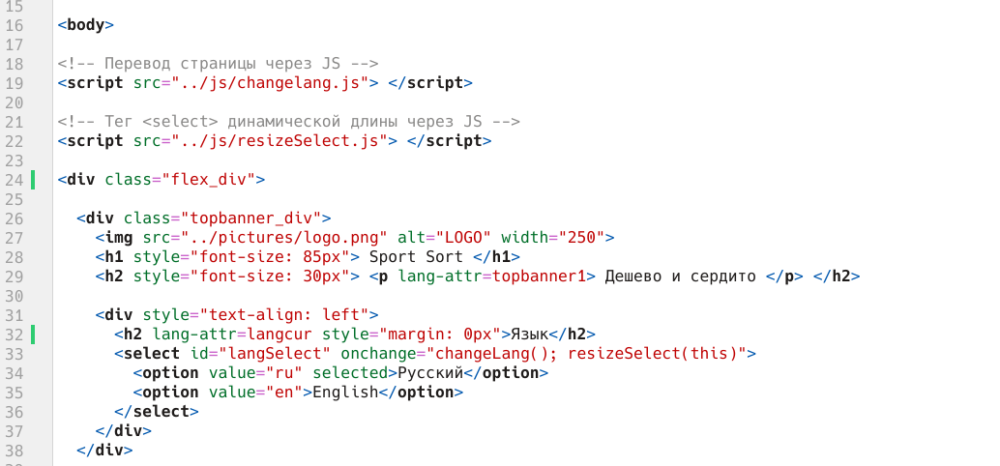 15
16 <body>
17
18 <!-- Перевод страницы через JS -->
19 <script src="../js/changelang.js"> </script>
20
21 <!-- Тег <select> динамической длины через JS -->
22 <script src="../js/resizeSelect.js"> </script>
23
24 <div class="flex_div">
25
26 <div class="topbanner_div">
27 <img src="../pictures/logo.png" alt="LOGO" width="250">
28 <h1 style="font-size: 85px"> Sport Sort </h1>
29 <h2 style="font-size: 30px"> <p lang-attr=topbanner1> Дешево и сердито </p> </h2>
30
31 <div style="text-align: left">
32 <h2 lang-attr=langcur style="margin: 0px">Язык</h2>
33 <select id="langSelect" onchange="changeLang(); resizeSelect(this)">
34 <option value="ru" selected>Русский</option>
35 <option value="en">English</option>
36 </select>
37 </div>
38 </div>